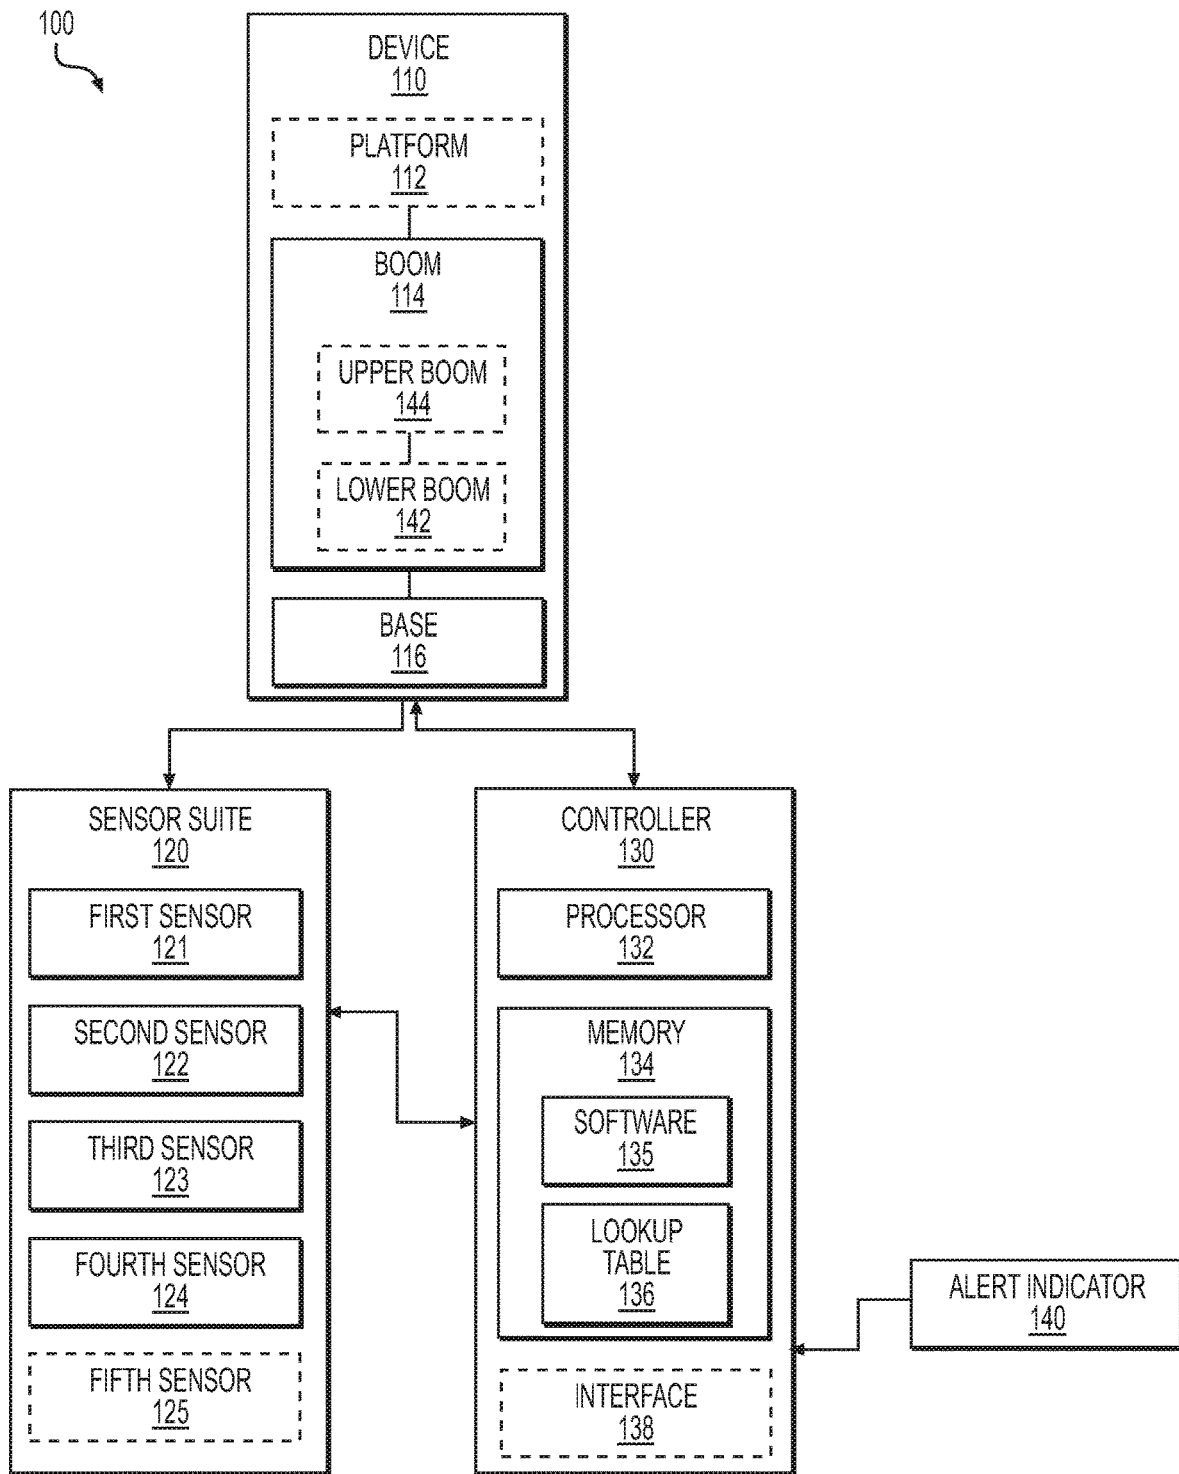 100
DEVICE
110
PLATFORM
112
BOOM
114
UPPER BOOM
144
LOWER BOOM
142
BASE
116
SENSOR SUITE
120
FIRST SENSOR
121
SECOND SENSOR
122
THIRD SENSOR
123
FOURTH SENSOR
124
FIFTH SENSOR
125
CONTROLLER
130
PROCESSOR
132
MEMORY
134
SOFTWARE
135
LOOKUP
TABLE
136
INTERFACE
138
ALERT INDICATOR
140